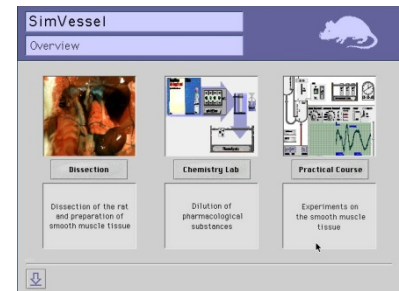 SimVessel
Overview
Dissection
Chemistry Lab
Practical Course
Dissection of the rat
and preparation of
smooth muscle tissue
Dilution of
pharmacological
substances
Experiments on
the smooth muscle
tissue